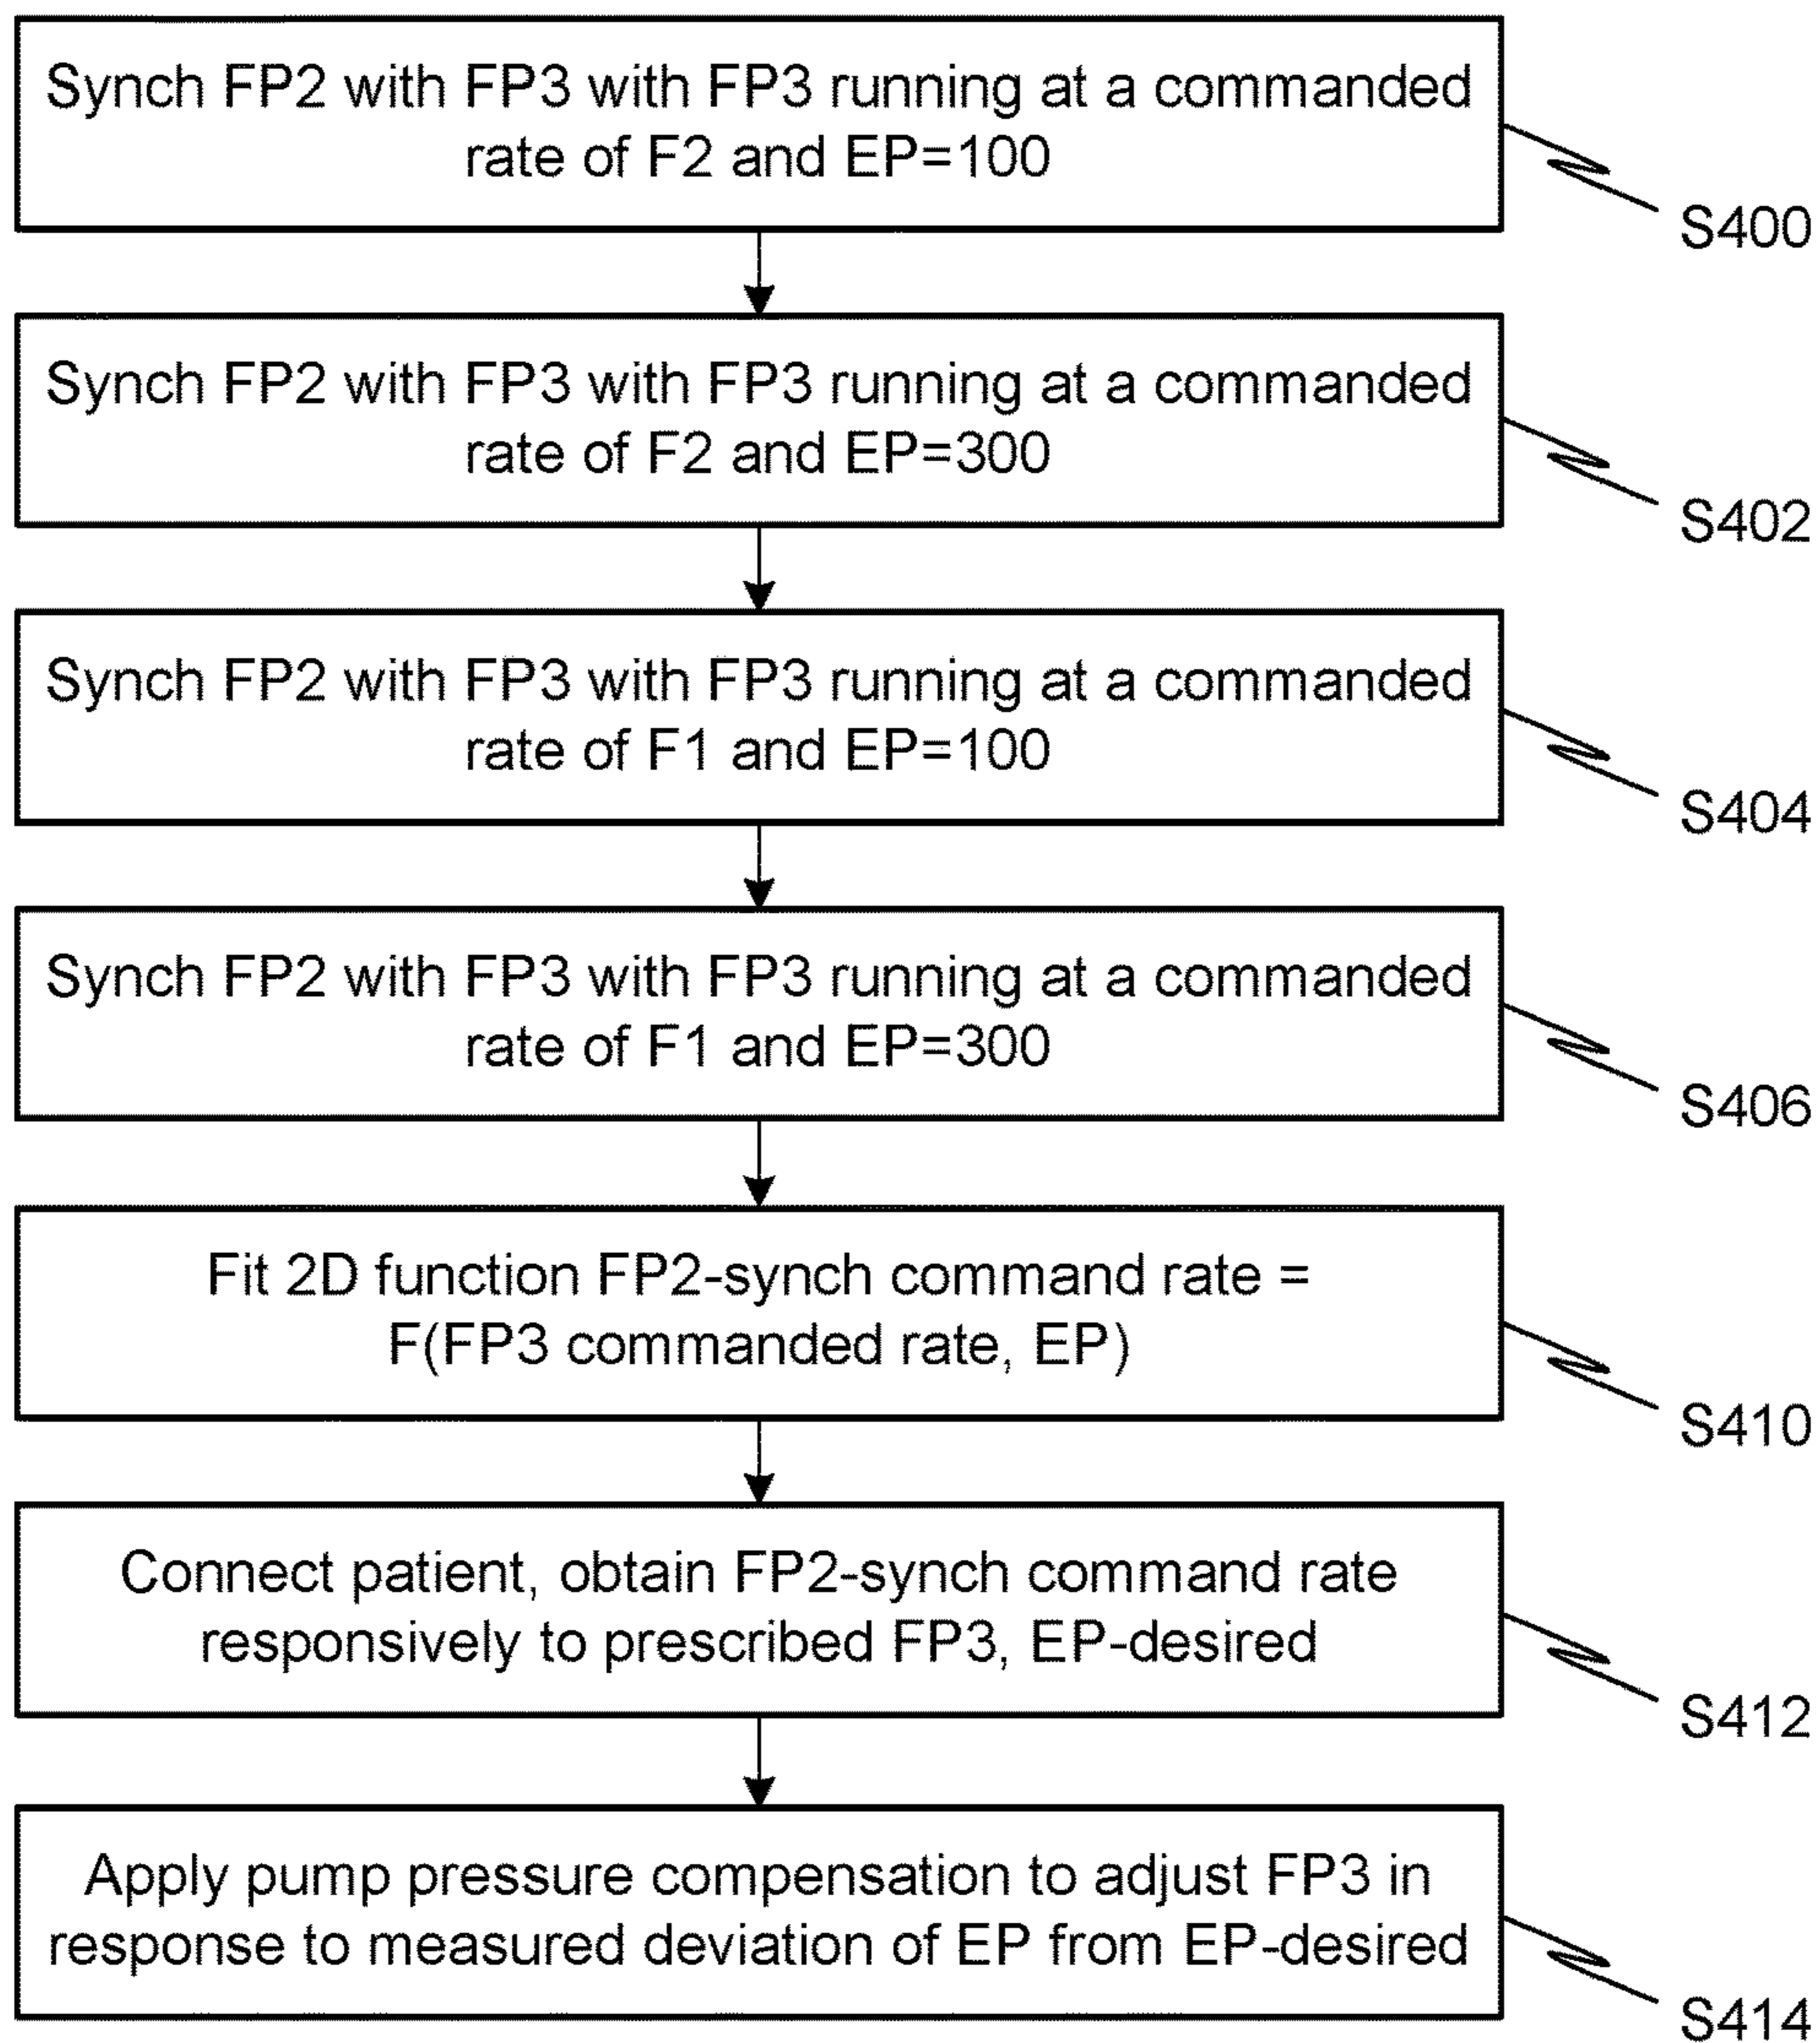 Synch FP2 with FP3 with FP3 running at a commanded
rate of F2 and EP=100
S400
Synch FP2 with FP3 with FP3 running at a commanded
rate of F2 and EP=300
S402
Synch FP2 with FP3 with FP3 running at a commanded
rate of F1 and EP=100
S404
Synch FP2 with FP3 with FP3 running at a commanded
rate of F1 and EP=300
S406
Fit 2D function FP2-synch command rate =
F(FP3 commanded rate, EP)
S410
Connect patient, obtain FP2-synch command rate
responsively to prescribed FP3, EP-desired
S412
Apply pump pressure compensation to adjust FP3 in
response to measured deviation of EP from EP-desired
S414